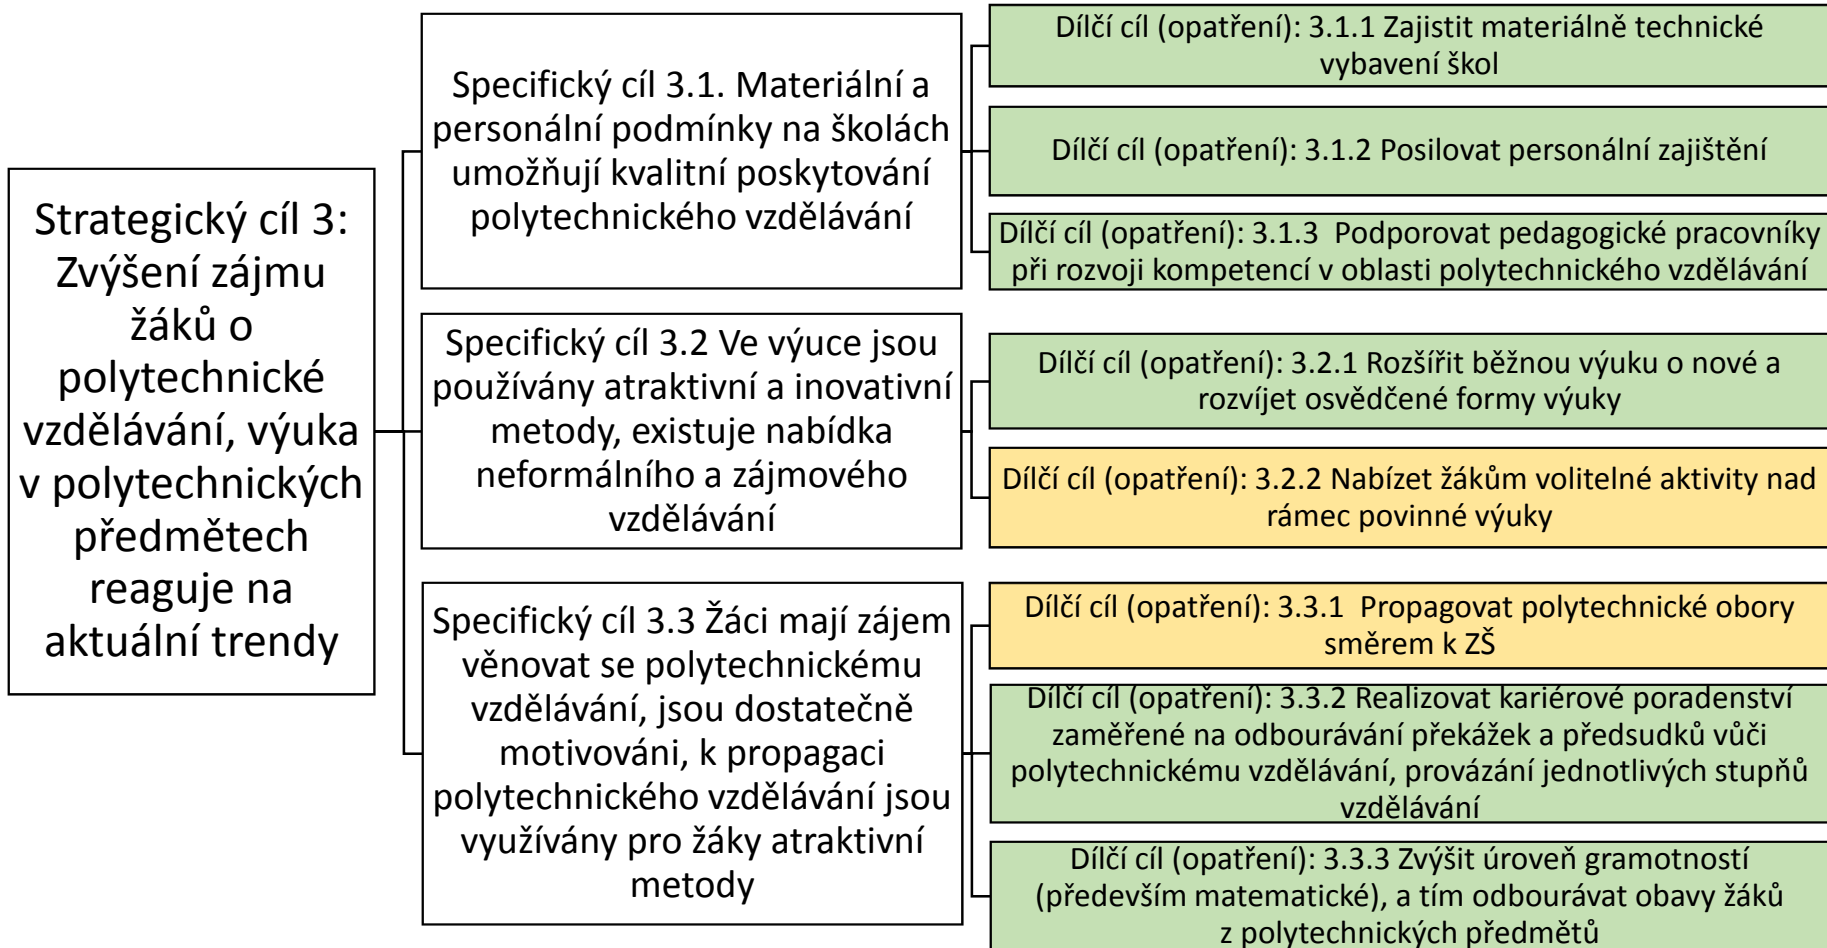 Strategický cíl 3:
Zvýšení zájmu
žáků o
polytechnické
vzdělávání, výuka
v polytechnických
předmětech
reaguje na
aktuální trendy
Specifický cíl 3.1. Materiální a
personální podmínky na školách
umožňují kvalitní poskytování
polytechnického vzdělávání
Dílčí cíl (opatření): 3.1.1 Zajistit materiálně technické
vybavení škol
Dílčí cíl (opatření): 3.1.2 Posilovat personální zajištění
Dílčí cíl (opatření): 3.1.3 Podporovat pedagogické pracovníky
při rozvoji kompetencí v oblasti polytechnického vzdělávání
Specifický cíl 3.2 Ve výuce jsou
používány atraktivní a inovativní
metody, existuje nabídka
neformálního a zájmového
vzdělávání
Dílčí cíl (opatření): 3.2.1 Rozšířit běžnou výuku o nové a
rozvíjet osvědčené formy výuky
Dílčí cíl (opatření): 3.2.2 Nabízet žákům volitelné aktivity nad
rámec povinné výuky
Specifický cíl 3.3 Žáci mají zájem
věnovat se polytechnickému
vzdělávání, jsou dostatečně
motivováni, k propagaci
polytechnického vzdělávání jsou
využívány pro žáky atraktivní
metody
Dílčí cíl (opatření): 3.3.1 Propagovat polytechnické obory
směrem k ZŠ
Dílčí cíl (opatření): 3.3.2 Realizovat kariérové poradenství
zaměřené na odbourávání překážek a předsudků vůči
polytechnickému vzdělávání, provázání jednotlivých stupňů
vzdělávání
Dílčí cíl (opatření): 3.3.3 Zvýšit úroveň gramotností
(především matematické), a tím odbourávat obavy žáků
z polytechnických předmětů